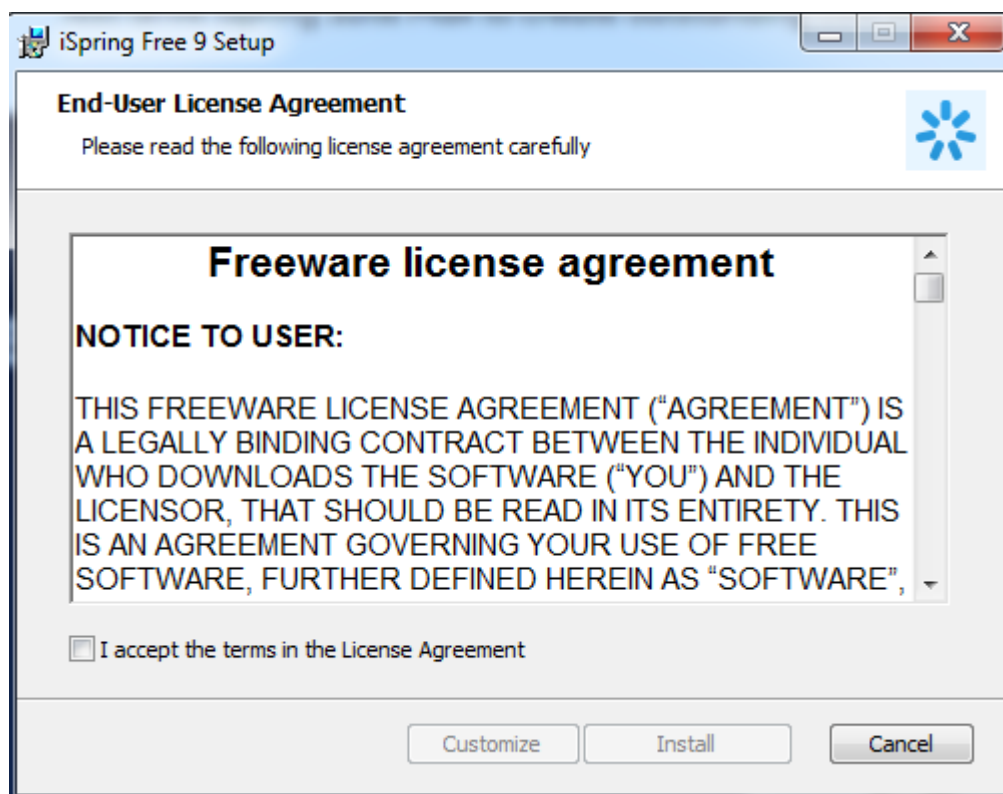 iSpring Free 9 Setup
End-User License Agreement
Please read the following license agreement carefully
Freeware license agreement
NOTICE TO USER:
THIS FREEWARE LICENSE AGREEMENT (“AGREEMENT”) IS
A LEGALLY BINDING CONTRACT BETWEEN THE INDIVIDUAL
WHO DOWNLOADS THE SOFTWARE (“YOU”) AND THE
LICENSOR, THAT SHOULD BE READ IN ITS ENTIRETY. THIS
IS AN AGREEMENT GOVERNING YOUR USE OF FREE
SOFTWARE, FURTHER DEFINED HEREIN AS “SOFTWARE”,
I accept the terms in the License Agreement
Customize
Install
Cancel